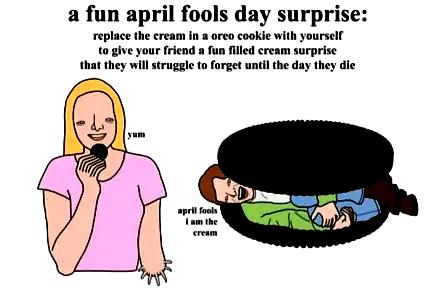 a fun april fools day surprise:
replace the cream in a oreo cookie with yourself
to give your friend a fun filled cream surprise
that they will struggle to forget until the day they die
yum
april fools
i am the
cream